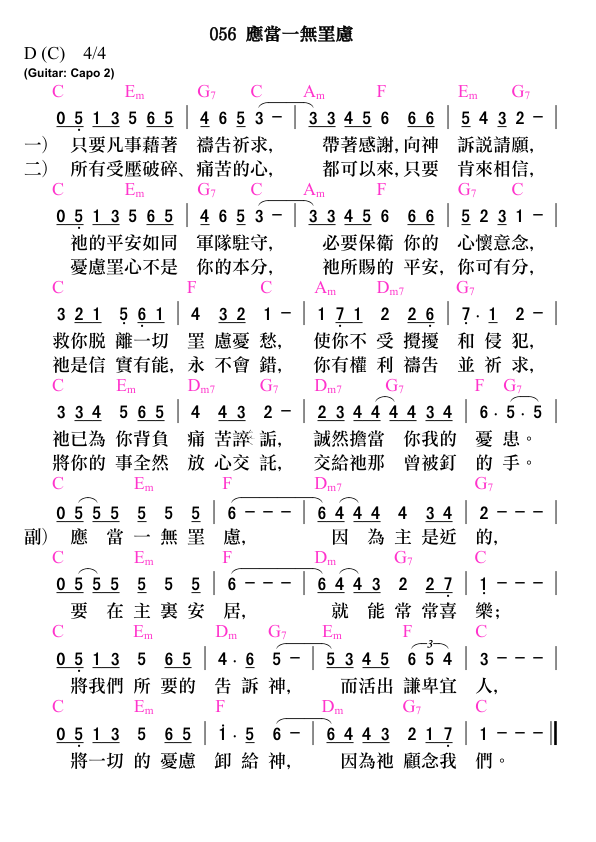 056 應當一無罣慮
D (C) 4/4
(Guitar: Capo 2)
C Em G7 C Am F Em G7
0 5 1 3 5 6 5 | 4 6 5 3 – | 3 3 4 5 6 6 6 | 5 4 3 2 – |
一） 只要凡事藉著 禱告祈求， 帶著感謝，向神 訴説請願，
二） 所有受壓破碎、痛苦的心， 都可以來，只要 肯來相信，
C Em G7 C Am F G7 C
0 5 1 3 5 6 5 | 4 6 5 3 – | 3 3 4 5 6 6 6 | 5 2 3 1 – |
祂的平安如同 軍隊駐守， 必要保衛 你的 心懷意念，
憂慮罣心不是 你的本分， 祂所賜的 平安，你可有分，
C F C Am Dm7 G7
3 2 1 5 6 1 | 4 3 2 1 – | 1 7 1 2 2 6 | 7 · 1 2 – |
救你脱 離一切 罣 慮憂 愁， 使你不 受 攪擾 和 侵 犯，
祂是信 實有能，永 不會 錯， 你有權 利 禱告 並 祈 求，
C Em Dm7 G7 Dm7 G7 F G7
3 3 4 5 6 5 | 4 4 3 2 – | 2 3 4 4 4 4 3 4 | 6 · 5 · 5 |
祂已為 你背負 痛 苦誶 詬， 誠然擔當 你我的 憂 患。
將你的 事全然 放 心交 託， 交給祂那 曾被釘 的 手。
C Em F Dm7 G7
0 5 5 5 5 5 5 | 6 – – – | 6 4 4 4 4 3 4 | 2 – – – |
副） 應 當 一 無 罣 慮， 因 為 主 是近 的，
C Em F Dm G7 C
0 5 5 5 5 5 5 | 6 – – – | 6 4 4 3 2 2 7 | 1 – – – |
要 在 主 裏 安 居， 就 能 常 常喜 樂；
C Em Dm G7 Em F C
0 5 1 3 5 6 5 | 4 · 6 5 – | 5 3 4 5 6 5 4 | 3 – – – |
3
將我們 所 要的 告 訴 神， 而活出 謙卑宜 人，
C Em F Dm G7 C
0 5 1 3 5 6 5 | 1 · 5 6 – | 6 4 4 3 2 1 7 | 1 – – – ||
將一切 的 憂慮 卸 給 神， 因為祂 顧念我 們。